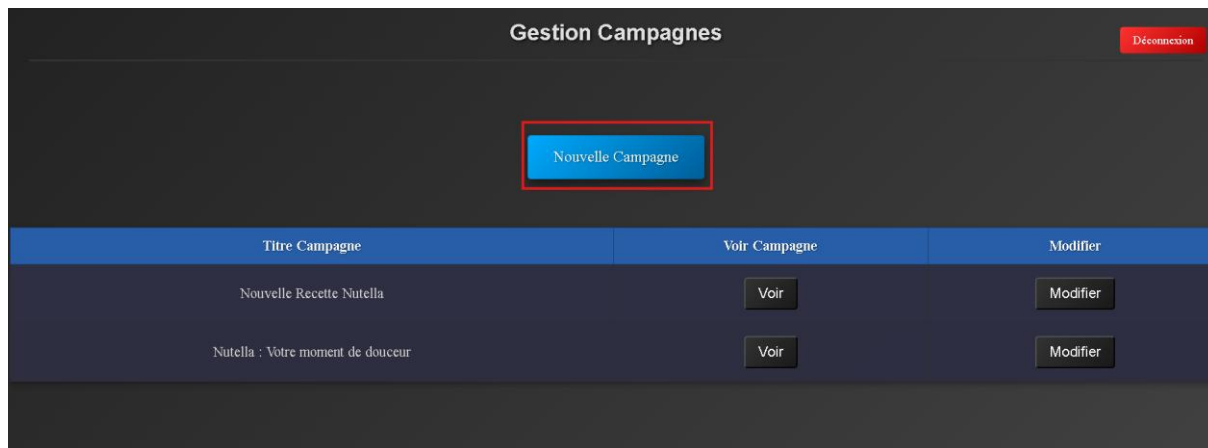 Gestion Campagnes
Déconnexion
Nouvelle Campagne
Titre Campagne Voir Campagne Modifier
Nouvelle Recette Nutella Voir Modifier
Nutella : Votre moment de douceur Voir Modifier